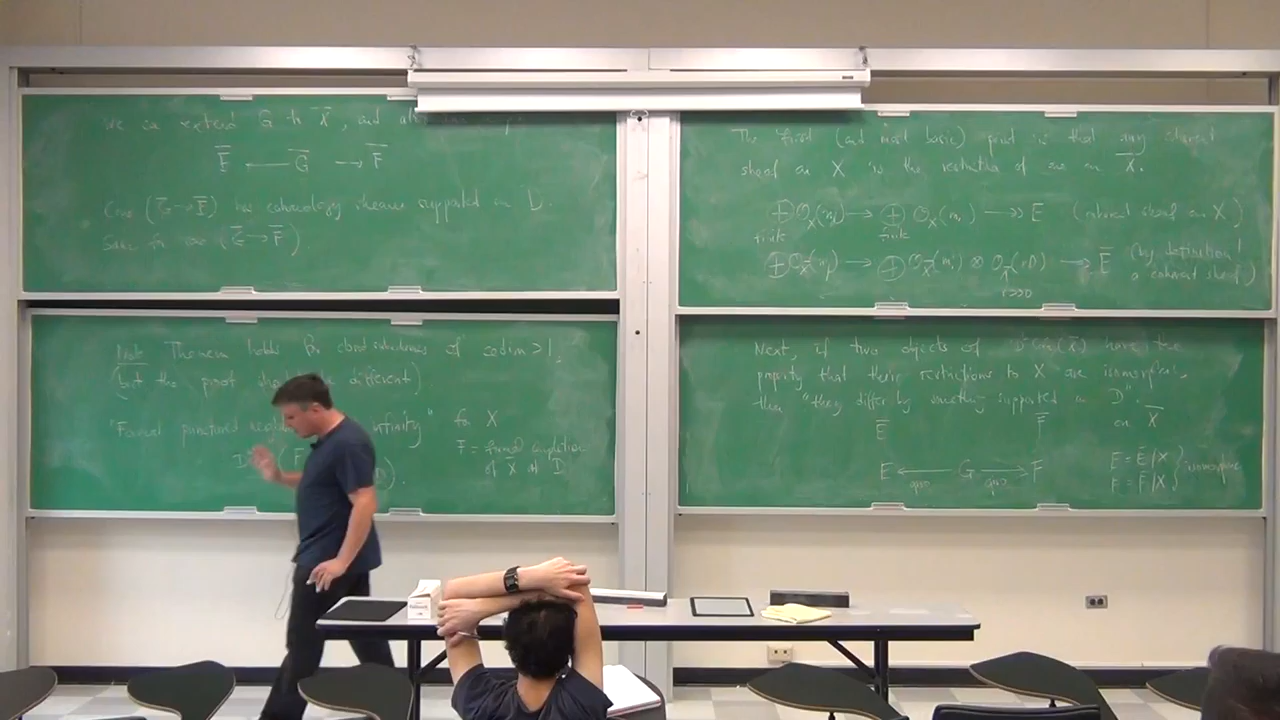 we can extend G to X̅, and also
E̅ ⟵ G̅ ⟶ F̅
Cone (G̅→E̅) has cohomology sheaves supported on D.
Same for cone (G̅→F̅).
Note Theorem holds for closed subschemes of codim > 1,
(but the proof should be different)
"Formal punctured infinity" for X
F̂ = formal completion
of X̅ at D
The first (and most basic) point is that any coherent
sheaf on X is the restriction of one on X̅.
⊕ O_X(n_j) ⟶ ⊕ O_X(m_i) ⟶> E (coherent sheaf on X)
finite finite
⊕ O_X̅(n_j) ⟶ ⊕ O_X̅(m_i) ⊗ O_X̅(rD) ⟶ E̅ (by definition
a coherent sheaf)
r>>0
Next, if two objects of (X̅) have the
property that their restrictions to X are isomorphic,
then "they differ by something supported on D".
E̅ F̅ on X̅
E ⟵ G ⟶ F
qiso qiso
E = E̅|X
F = F̅|X } isomorphic